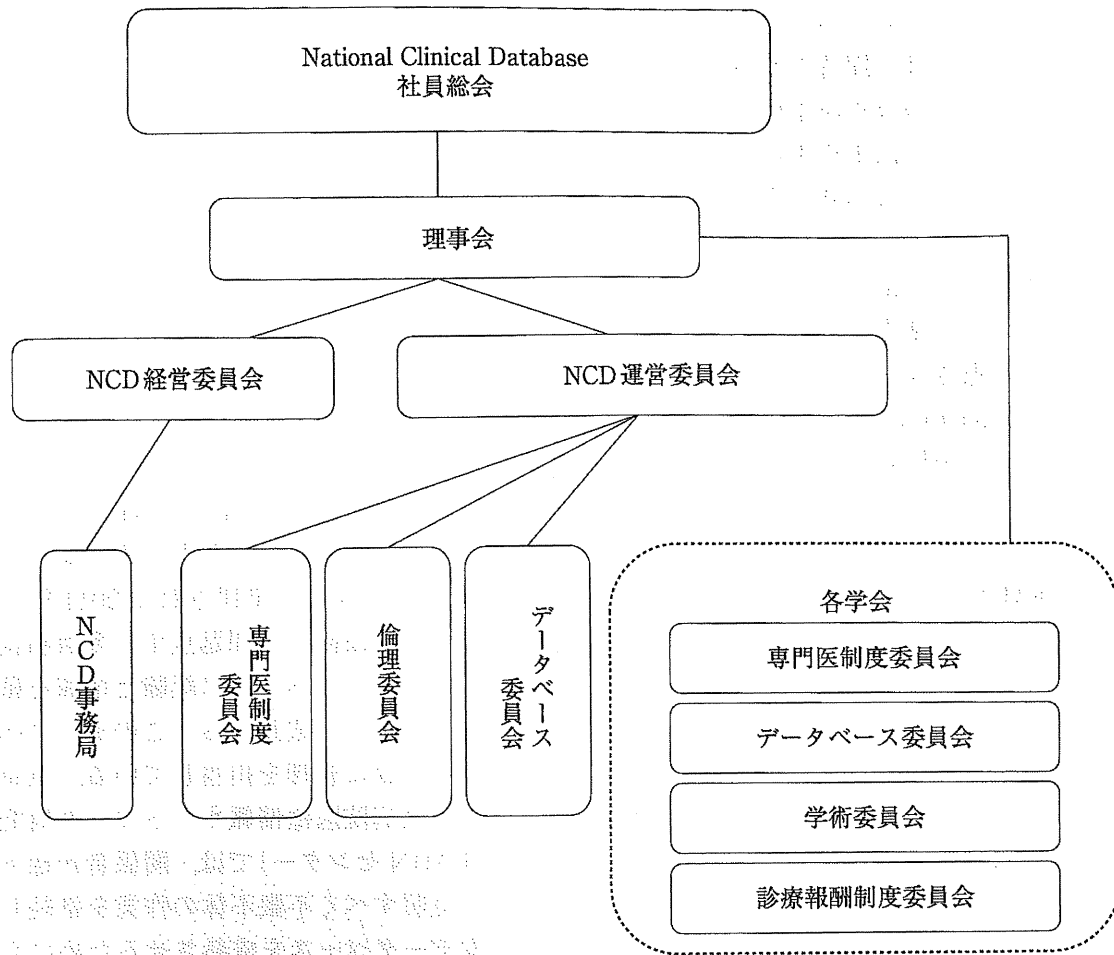 National Clinical Database
社員総会
理事会
NCD経営委員会
NCD運営委員会
NCD事務局
専門医制度
委員会
倫理委員会
データベース
委員会
各学会
専門医制度委員会
データベース委員会
学術委員会
診療報酬制度委員会